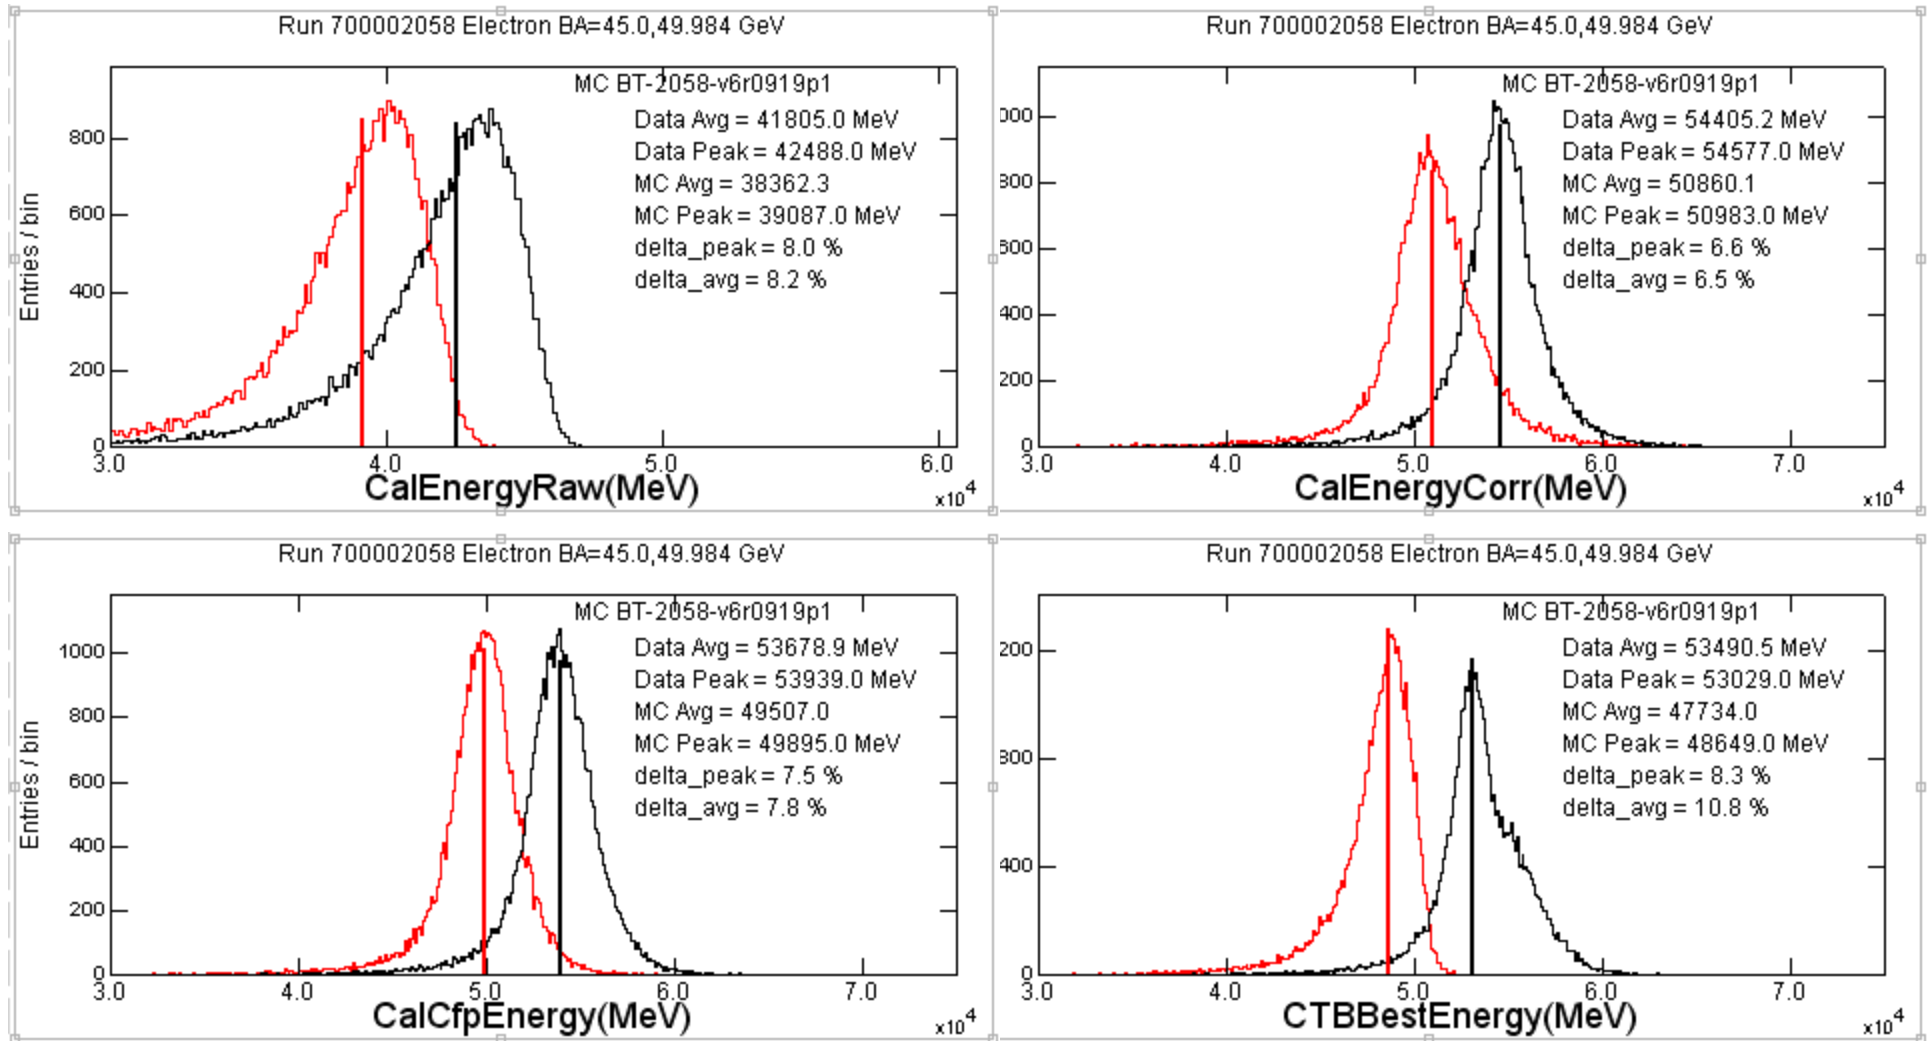 Run 700002058 Electron BA=45.0,49.984 GeV
MC BT-2058-v6r0919p1
Data Avg = 41805.0 MeV
Data Peak = 42488.0 MeV
MC Avg = 38362.3
MC Peak = 39087.0 MeV
delta_peak = 8.0 %
delta_avg = 8.2 %
Entries / bin
800
600
400
200
0
3.0 4.0 5.0 6.0
CalEnergyRaw(MeV)
x10^4
Run 700002058 Electron BA=45.0,49.984 GeV
MC BT-2058-v6r0919p1
Data Avg = 54405.2 MeV
Data Peak = 54577.0 MeV
MC Avg = 50860.1
MC Peak = 50983.0 MeV
delta_peak = 6.6 %
delta_avg = 6.5 %
000
800
600
400
200
0
3.0 4.0 5.0 6.0 7.0
CalEnergyCorr(MeV)
x10^4
Run 700002058 Electron BA=45.0,49.984 GeV
MC BT-2058-v6r0919p1
Data Avg = 53678.9 MeV
Data Peak = 53939.0 MeV
MC Avg = 49507.0
MC Peak = 49895.0 MeV
delta_peak = 7.5 %
delta_avg = 7.8 %
Entries / bin
1000
800
600
400
200
0
3.0 4.0 5.0 6.0 7.0
CalCfpEnergy(MeV)
x10^4
Run 700002058 Electron BA=45.0,49.984 GeV
MC BT-2058-v6r0919p1
Data Avg = 53490.5 MeV
Data Peak = 53029.0 MeV
MC Avg = 47734.0
MC Peak = 48649.0 MeV
delta_peak = 8.3 %
delta_avg = 10.8 %
200
800
400
0
3.0 4.0 5.0 6.0 7.0
CTBBestEnergy(MeV)
x10^4